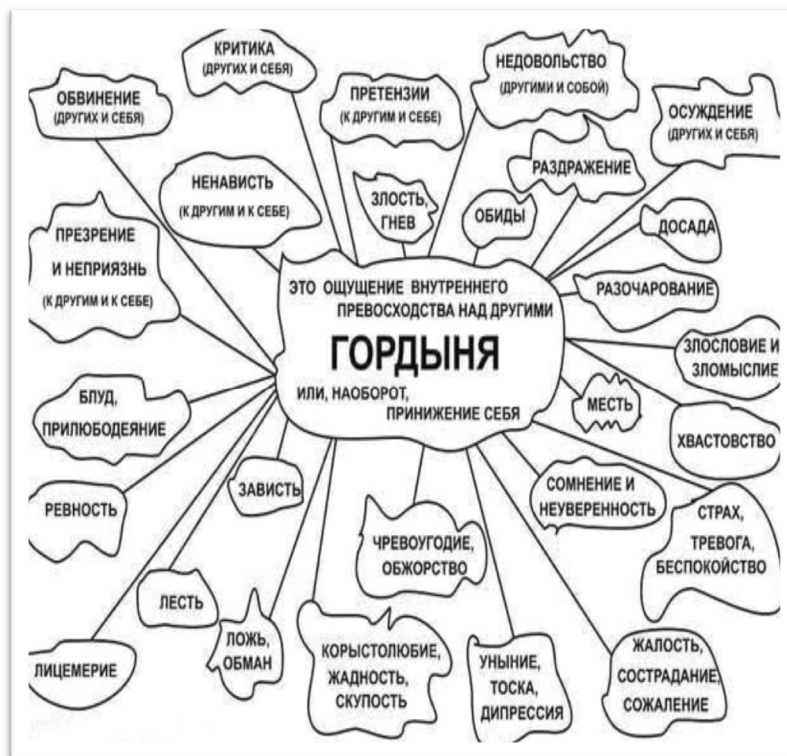 КРИТИКА
(ДРУГИХ И СЕБЯ)
НЕДОВОЛЬСТВО
(ДРУГИМИ И СОБОЙ)
ОБВИНЕНИЕ
(ДРУГИХ И СЕБЯ)
ПРЕТЕНЗИИ
(К ДРУГИМ И СЕБЕ)
ОСУЖДЕНИЕ
(ДРУГИХ И СЕБЯ)
НЕНАВИСТЬ
(К ДРУГИМ И К СЕБЕ)
ЗЛОСТЬ,
ГНЕВ
ОБИДЫ
РАЗДРАЖЕНИЕ
ДОСАДА
ПРЕЗРЕНИЕ
И НЕПРИЯЗНЬ
(К ДРУГИМ И К СЕБЕ)
ЭТО ОЩУЩЕНИЕ ВНУТРЕННЕГО
ПРЕВОСХОДСТВА НАД ДРУГИМИ
ГОРДЫНЯ
ИЛИ, НАОБОРОТ,
ПРИНИЖЕНИЕ СЕБЯ
РАЗОЧАРОВАНИЕ
ЗЛОСЛОВИЕ И
ЗЛОМЫСЛИЕ
БЛУД,
ПРИЛЮБОДЕЯНИЕ
МЕСТЬ
ХВАСТОВСТВО
РЕВНОСТЬ
ЗАВИСТЬ
СОМНЕНИЕ И
НЕУВЕРЕННОСТЬ
СТРАХ,
ТРЕВОГА,
БЕСПОКОЙСТВО
ЧРЕВОУГОДИЕ,
ОБЖОРСТВО
ЛЕСТЬ
ЛИЦЕМЕРИЕ
ЛОЖЬ,
ОБМАН
КОРЫСТОЛЮБИЕ,
ЖАДНОСТЬ,
СКУПОСТЬ
УНЫНИЕ,
ТОСКА,
ДИПРЕССИЯ
ЖАЛОСТЬ,
СОСТРАДАНИЕ,
СОЖАЛЕНИЕ